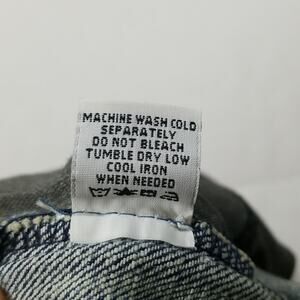 MACHINE WASH COLD
SEPARATELY
DO NOT BLEACH
TUMBLE DRY LOW
COOL IRON
WHEN NEEDED